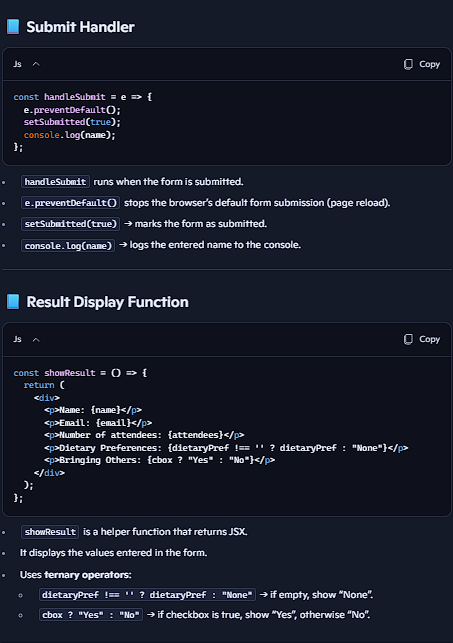 Submit Handler
Js Copy
const handleSubmit = e => {
  e.preventDefault();
  setSubmitted(true);
  console.log(name);
};
handleSubmit runs when the form is submitted.
e.preventDefault() stops the browser's default form submission (page reload).
setSubmitted(true) → marks the form as submitted.
console.log(name) → logs the entered name to the console.
Result Display Function
Js Copy
const showResult = () => {
  return (
    <div>
      <p>Name: {name}</p>
      <p>Email: {email}</p>
      <p>Number of attendees: {attendees}</p>
      <p>Dietary Preferences: {dietaryPref !== '' ? dietaryPref : "None"}</p>
      <p>Bringing Others: {cbox ? "Yes" : "No"}</p>
    </div>
  );
};
showResult is a helper function that returns JSX.
It displays the values entered in the form.
Uses ternary operators:
dietaryPref !== '' ? dietaryPref : "None" → if empty, show “None”.
cbox ? "Yes" : "No" → if checkbox is true, show “Yes”, otherwise “No”.